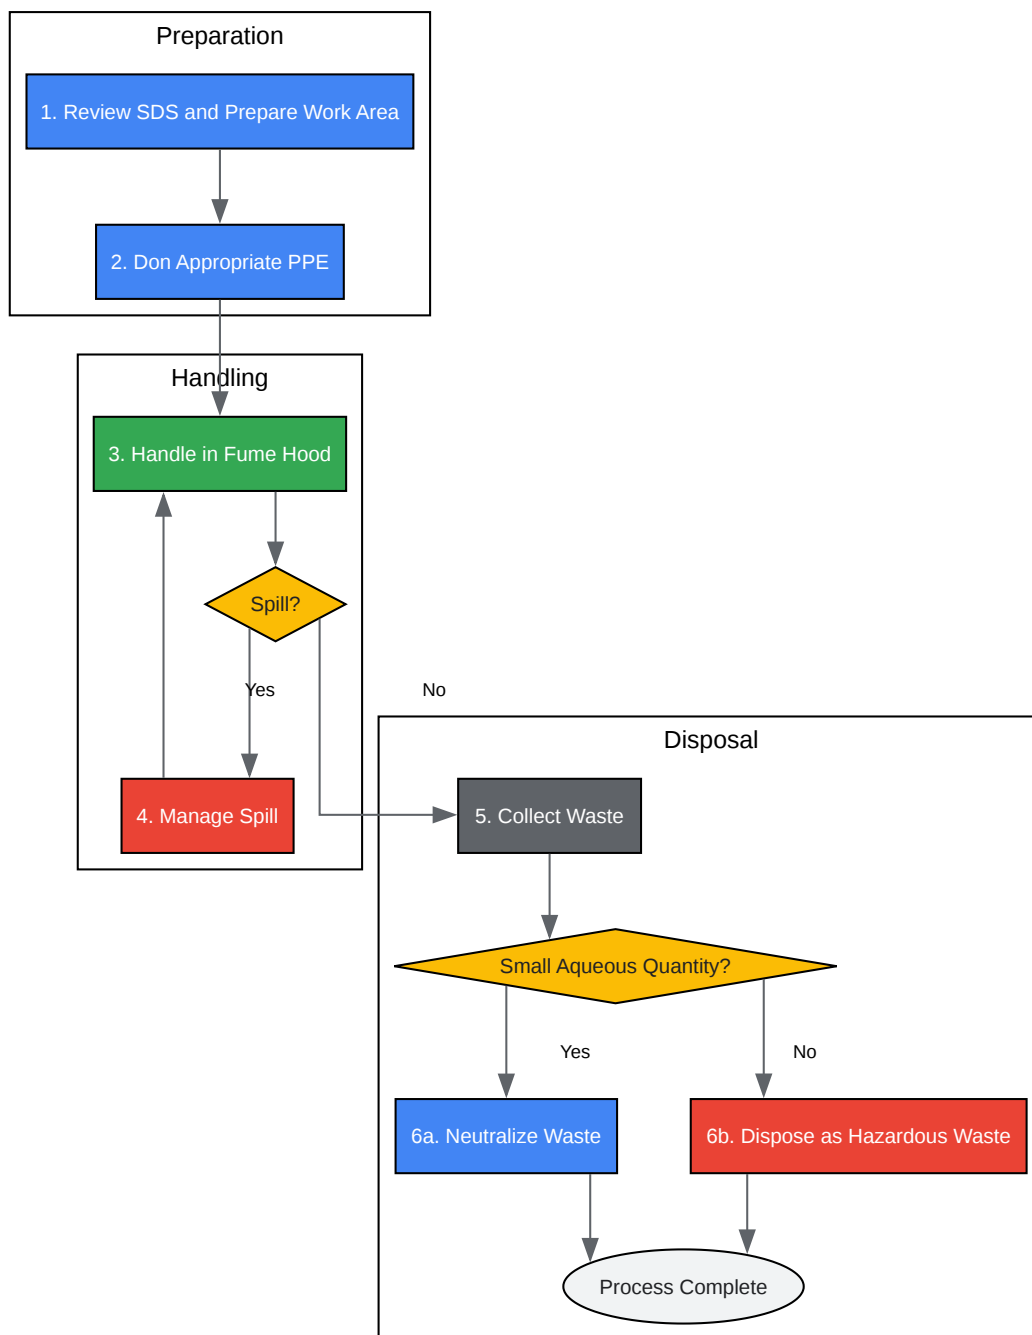 Preparation
1. Review SDS and Prepare Work Area
2. Don Appropriate PPE
Handling
3. Handle in Fume Hood
Spill?
Yes
No
4. Manage Spill
Disposal
5. Collect Waste
Small Aqueous Quantity?
Yes
No
6a. Neutralize Waste
6b. Dispose as Hazardous Waste
Process Complete